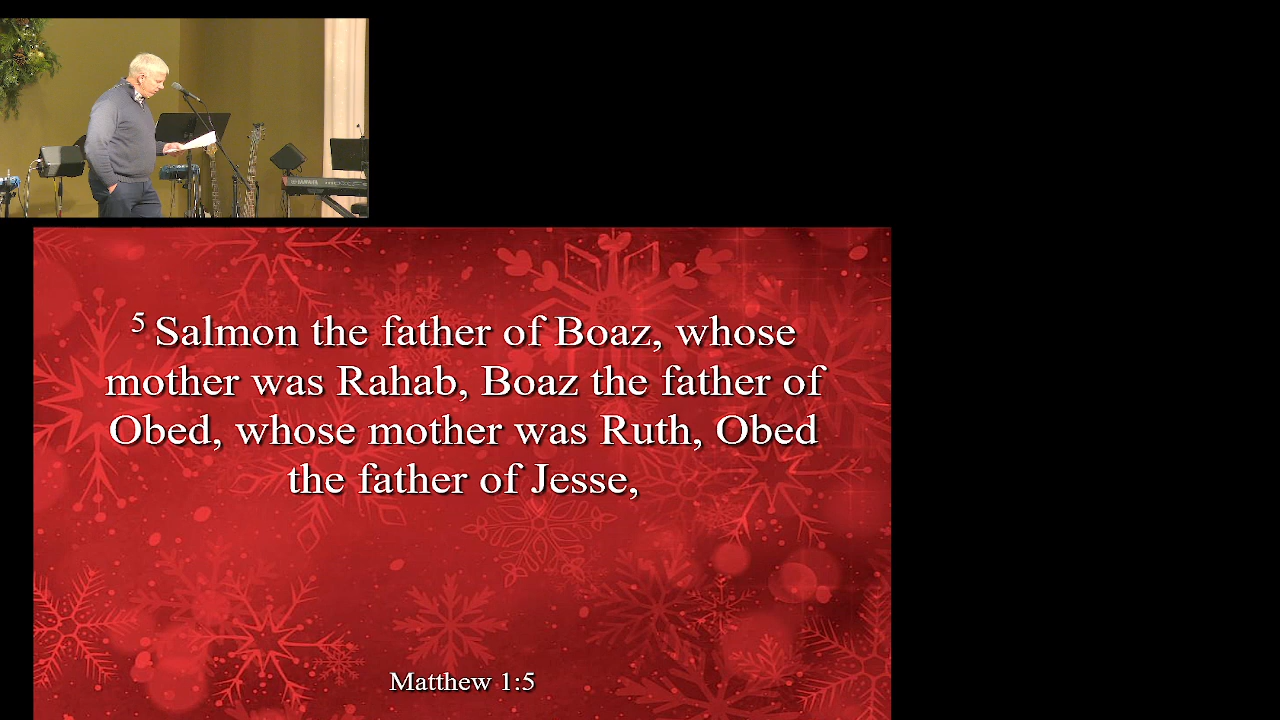 5 Salmon the father of Boaz, whose
mother was Rahab, Boaz the father of
Obed, whose mother was Ruth, Obed
the father of Jesse,
Matthew 1:5